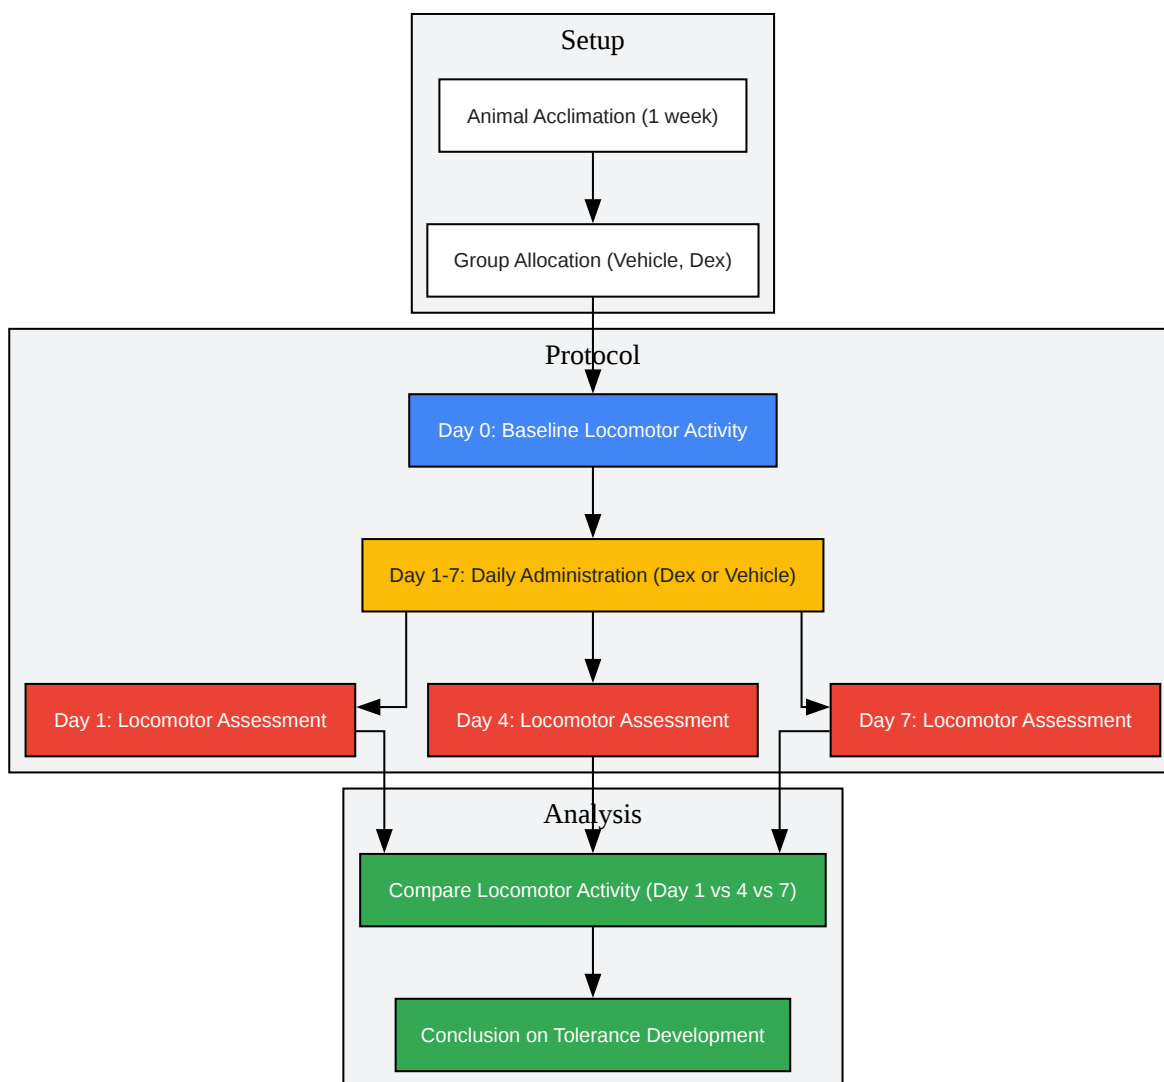 Setup
Animal Acclimation (1 week)
Group Allocation (Vehicle, Dex)
Protocol
Day 0: Baseline Locomotor Activity
Day 1-7: Daily Administration (Dex or Vehicle)
Day 1: Locomotor Assessment
Day 4: Locomotor Assessment
Day 7: Locomotor Assessment
Analysis
Compare Locomotor Activity (Day 1 vs 4 vs 7)
Conclusion on Tolerance Development